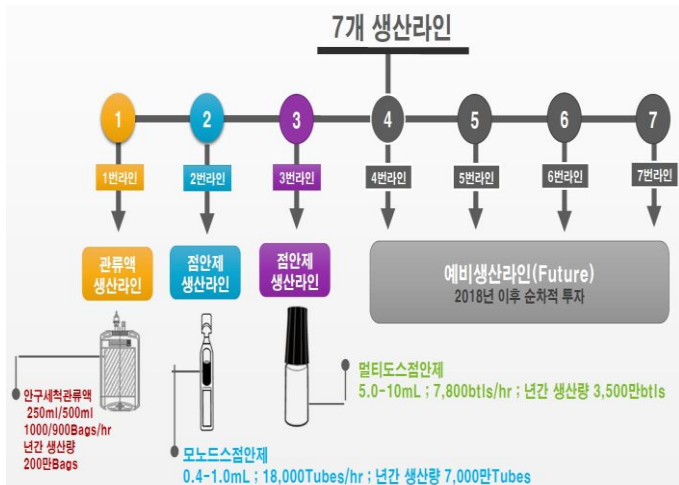 7개 생산라인
1 2 3 4 5 6 7
1번라인 2번라인 3번라인 4번라인 5번라인 6번라인 7번라인
관류액
생산라인
점안제
생산라인
점안제
생산라인
예비생산라인(Future)
2018년 이후 순차적 투자
안구세척관류액
250ml/500ml
1000/900Bags/hr
년간 생산량
200만Bags
멀티도스점안제
5.0-10mL ; 7,800btls/hr ; 년간 생산량 3,500만btls
모노드스점안제
0.4-1.0mL ; 18,000Tubes/hr ; 년간 생산량 7,000만Tubes